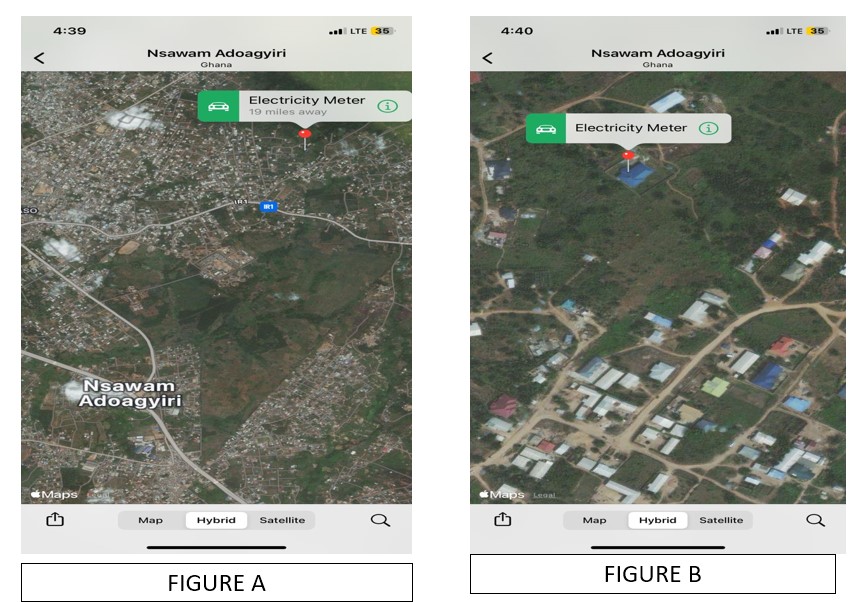 4:39
LTE 35
Nsawam Adoagyiri
Ghana
Electricity Meter
19 miles away
IR1
IR1
SO
Nsawam
Adoagyiri
Maps Legal
Map Hybrid Satellite
FIGURE A
4:40
LTE 35
Nsawam Adoagyiri
Ghana
Electricity Meter
Maps Legal
Map Hybrid Satellite
FIGURE B